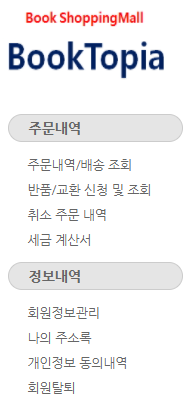 Book ShoppingMall
BookTopia
주문내역
주문내역/배송 조회
반품/교환 신청 및 조회
취소 주문 내역
세금 계산서
정보내역
회원정보관리
나의 주소록
개인정보 동의내역
회원탈퇴